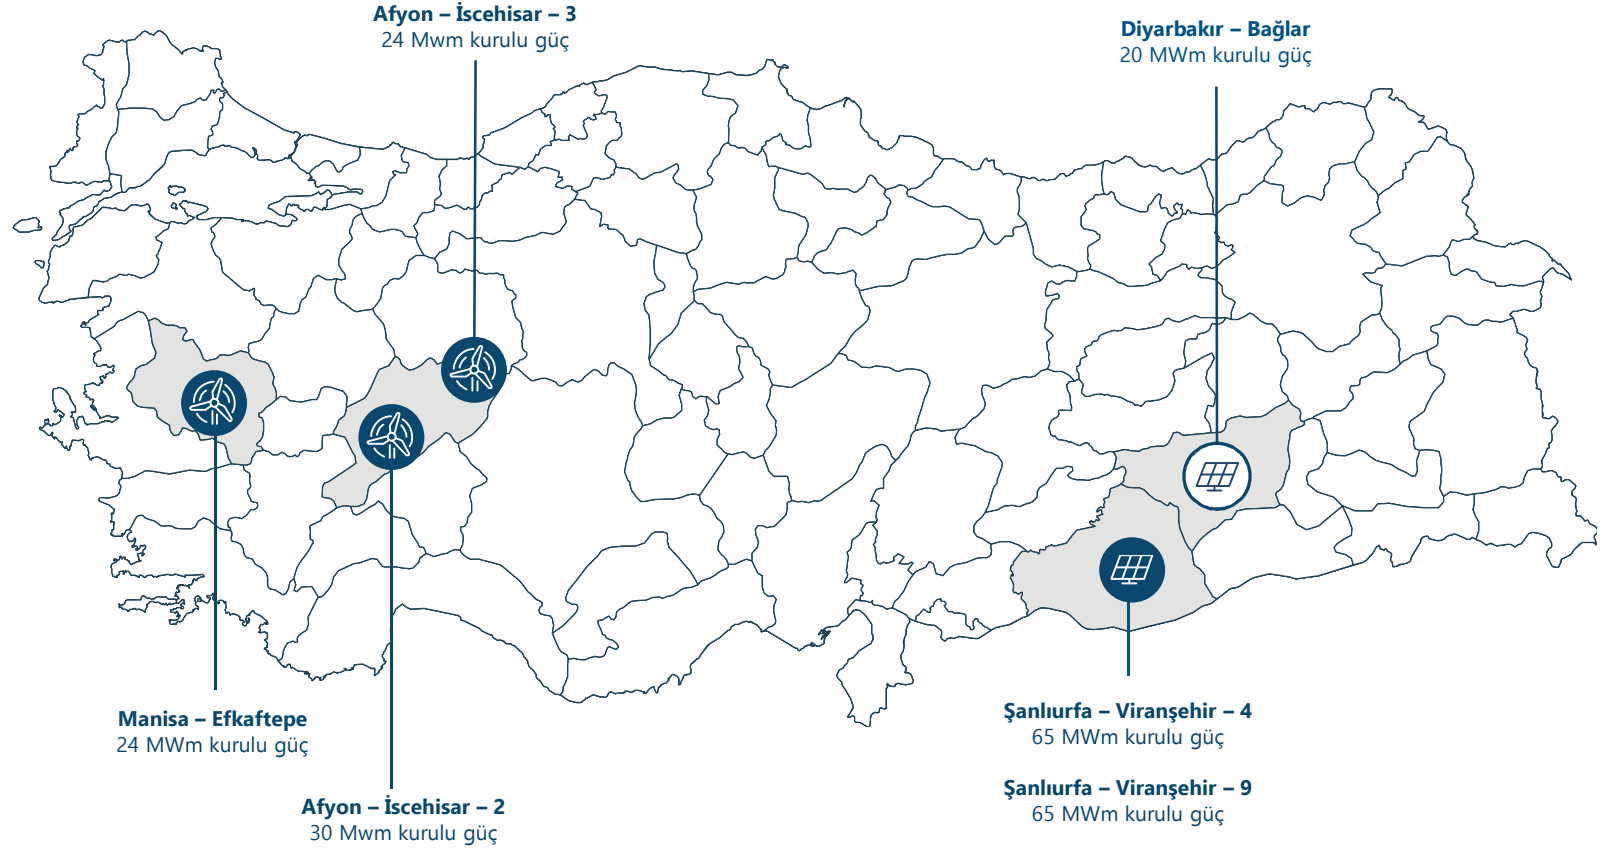 Afyon – İscehisar – 3
24 Mwm kurulu güç
Diyarbakır – Bağlar
20 MWm kurulu güç
Manisa – Efkaftepe
24 MWm kurulu güç
Afyon – İscehisar – 2
30 Mwm kurulu güç
Şanlıurfa – Viranşehir – 4
65 MWm kurulu güç
Şanlıurfa – Viranşehir – 9
65 MWm kurulu güç